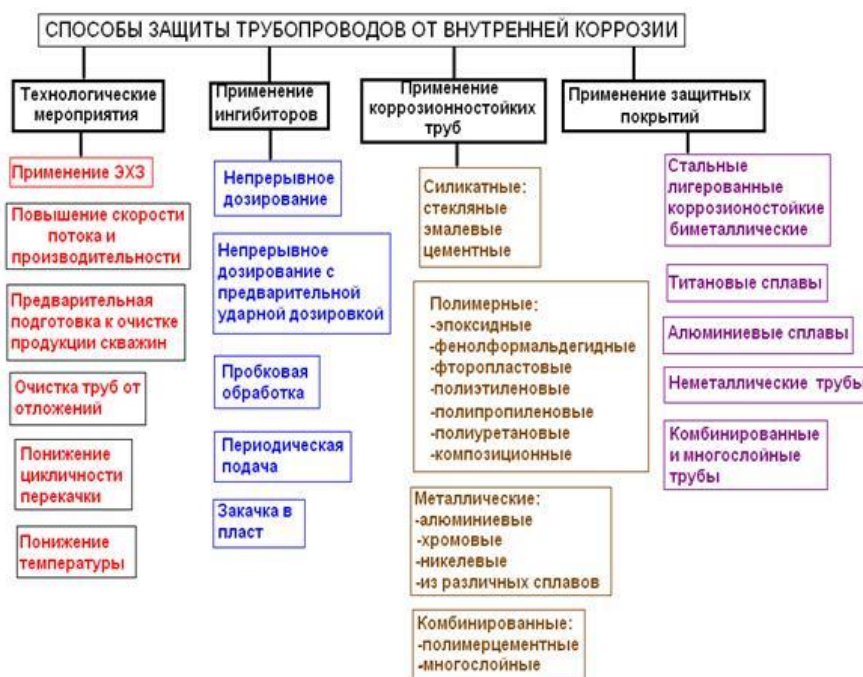 СПОСОБЫ ЗАЩИТЫ ТРУБОПРОВОДОВ ОТ ВНУТРЕННЕЙ КОРРОЗИИ
Технологические
мероприятия
Применение ЭХЗ
Повышение скорости
потока и
производительности
Предварительная
подготовка к очистке
продукции скважин
Очистка труб от
отложений
Понижение
цикличности
перекачки
Понижение
температуры
Применение
ингибиторов
Непрерывное
дозирование
Непрерывное
дозирование с
предварительной
ударной дозировкой
Пробковая
обработка
Периодическая
подача
Закачка в
пласт
Применение
коррозионностойких
труб
Силикатные:
стекляные
эмалевые
цементные
Полимерные:
-эпоксидные
-фенолформальдегидные
-фторопластовые
-полиэтиленовые
-полипропиленовые
-полиуретановые
-композиционные
Металлические:
-алюминиевые
-хромовые
-никелевые
-из различных сплавов
Комбинированные:
-полимерцементные
-многослойные
Применение защитных
покрытий
Стальные
лигерованные
коррозионостойкие
биметаллические
Титановые сплавы
Алюминиевые сплавы
Неметаллические трубы
Комбинированные
и многослойные
трубы